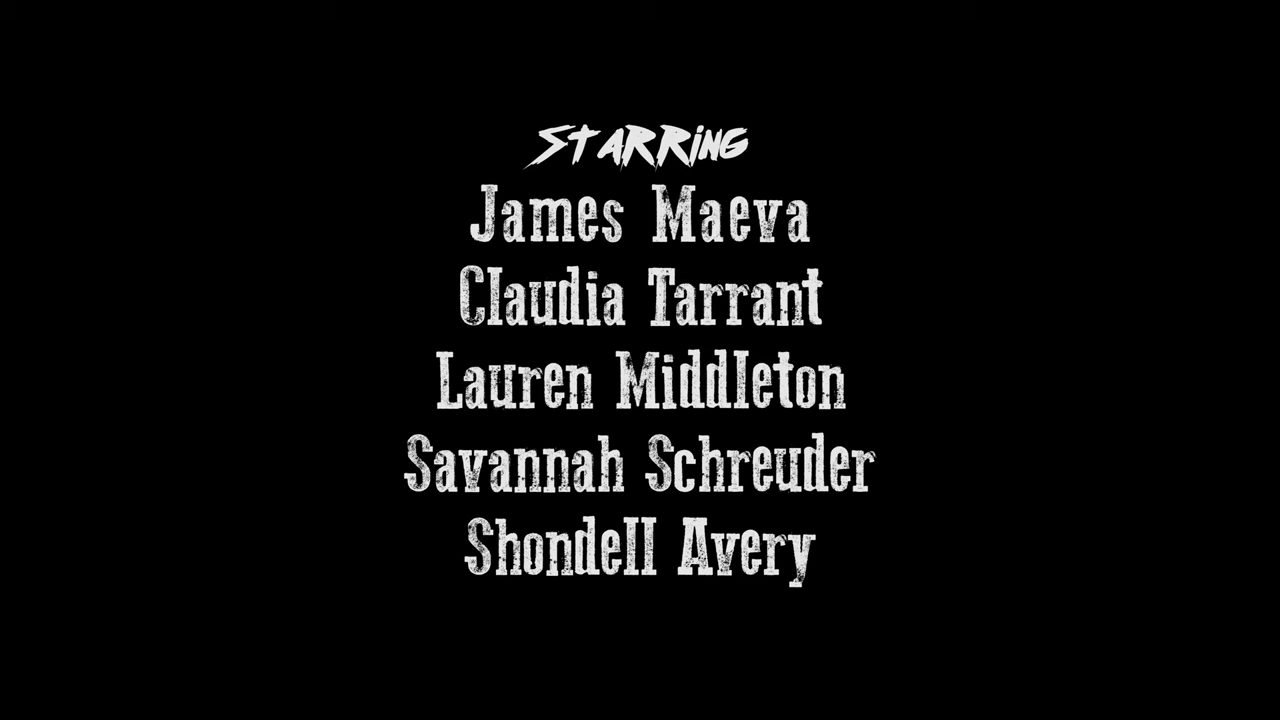 STARRING
James Maeva
Claudia Tarrant
Lauren Middleton
Savannah Schreuder
Shondell Avery